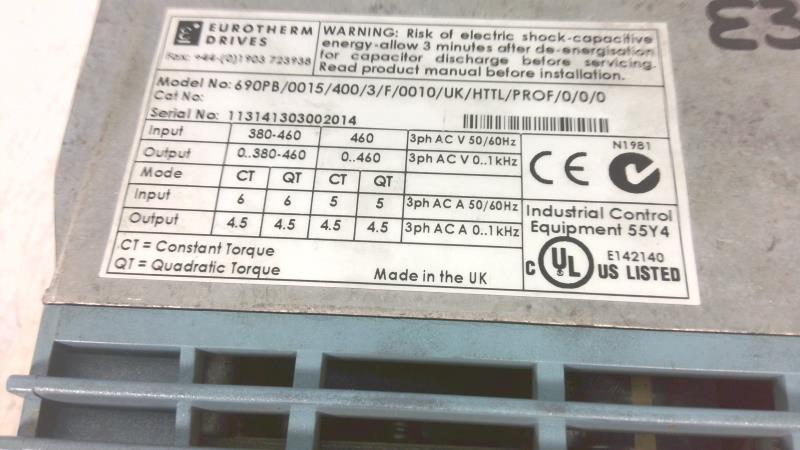 EUROTHERM
DRIVES
Fax: +44-(0)1903 723938
WARNING: Risk of electric shock-capacitive
energy-allow 3 minutes after de-energisation
for capacitor discharge before servicing.
Read product manual before installation.
Model No: 690PB/0015/400/3/F/0010/UK/HTTL/PROF/0/0/0
Cat No:
Serial No: 113141303002014
Input 380-460 460 3ph AC V 50/60Hz
Output 0..380-460 0..460 3ph AC V 0..1kHz
Mode CT QT CT QT
Input 6 6 5 5 3ph AC A 50/60Hz
Output 4.5 4.5 4.5 4.5 3ph AC A 0..1kHz
CT = Constant Torque
QT = Quadratic Torque
Made in the UK
CE
N1981
Industrial Control
Equipment 55Y4
C UL US LISTED
E142140
E3